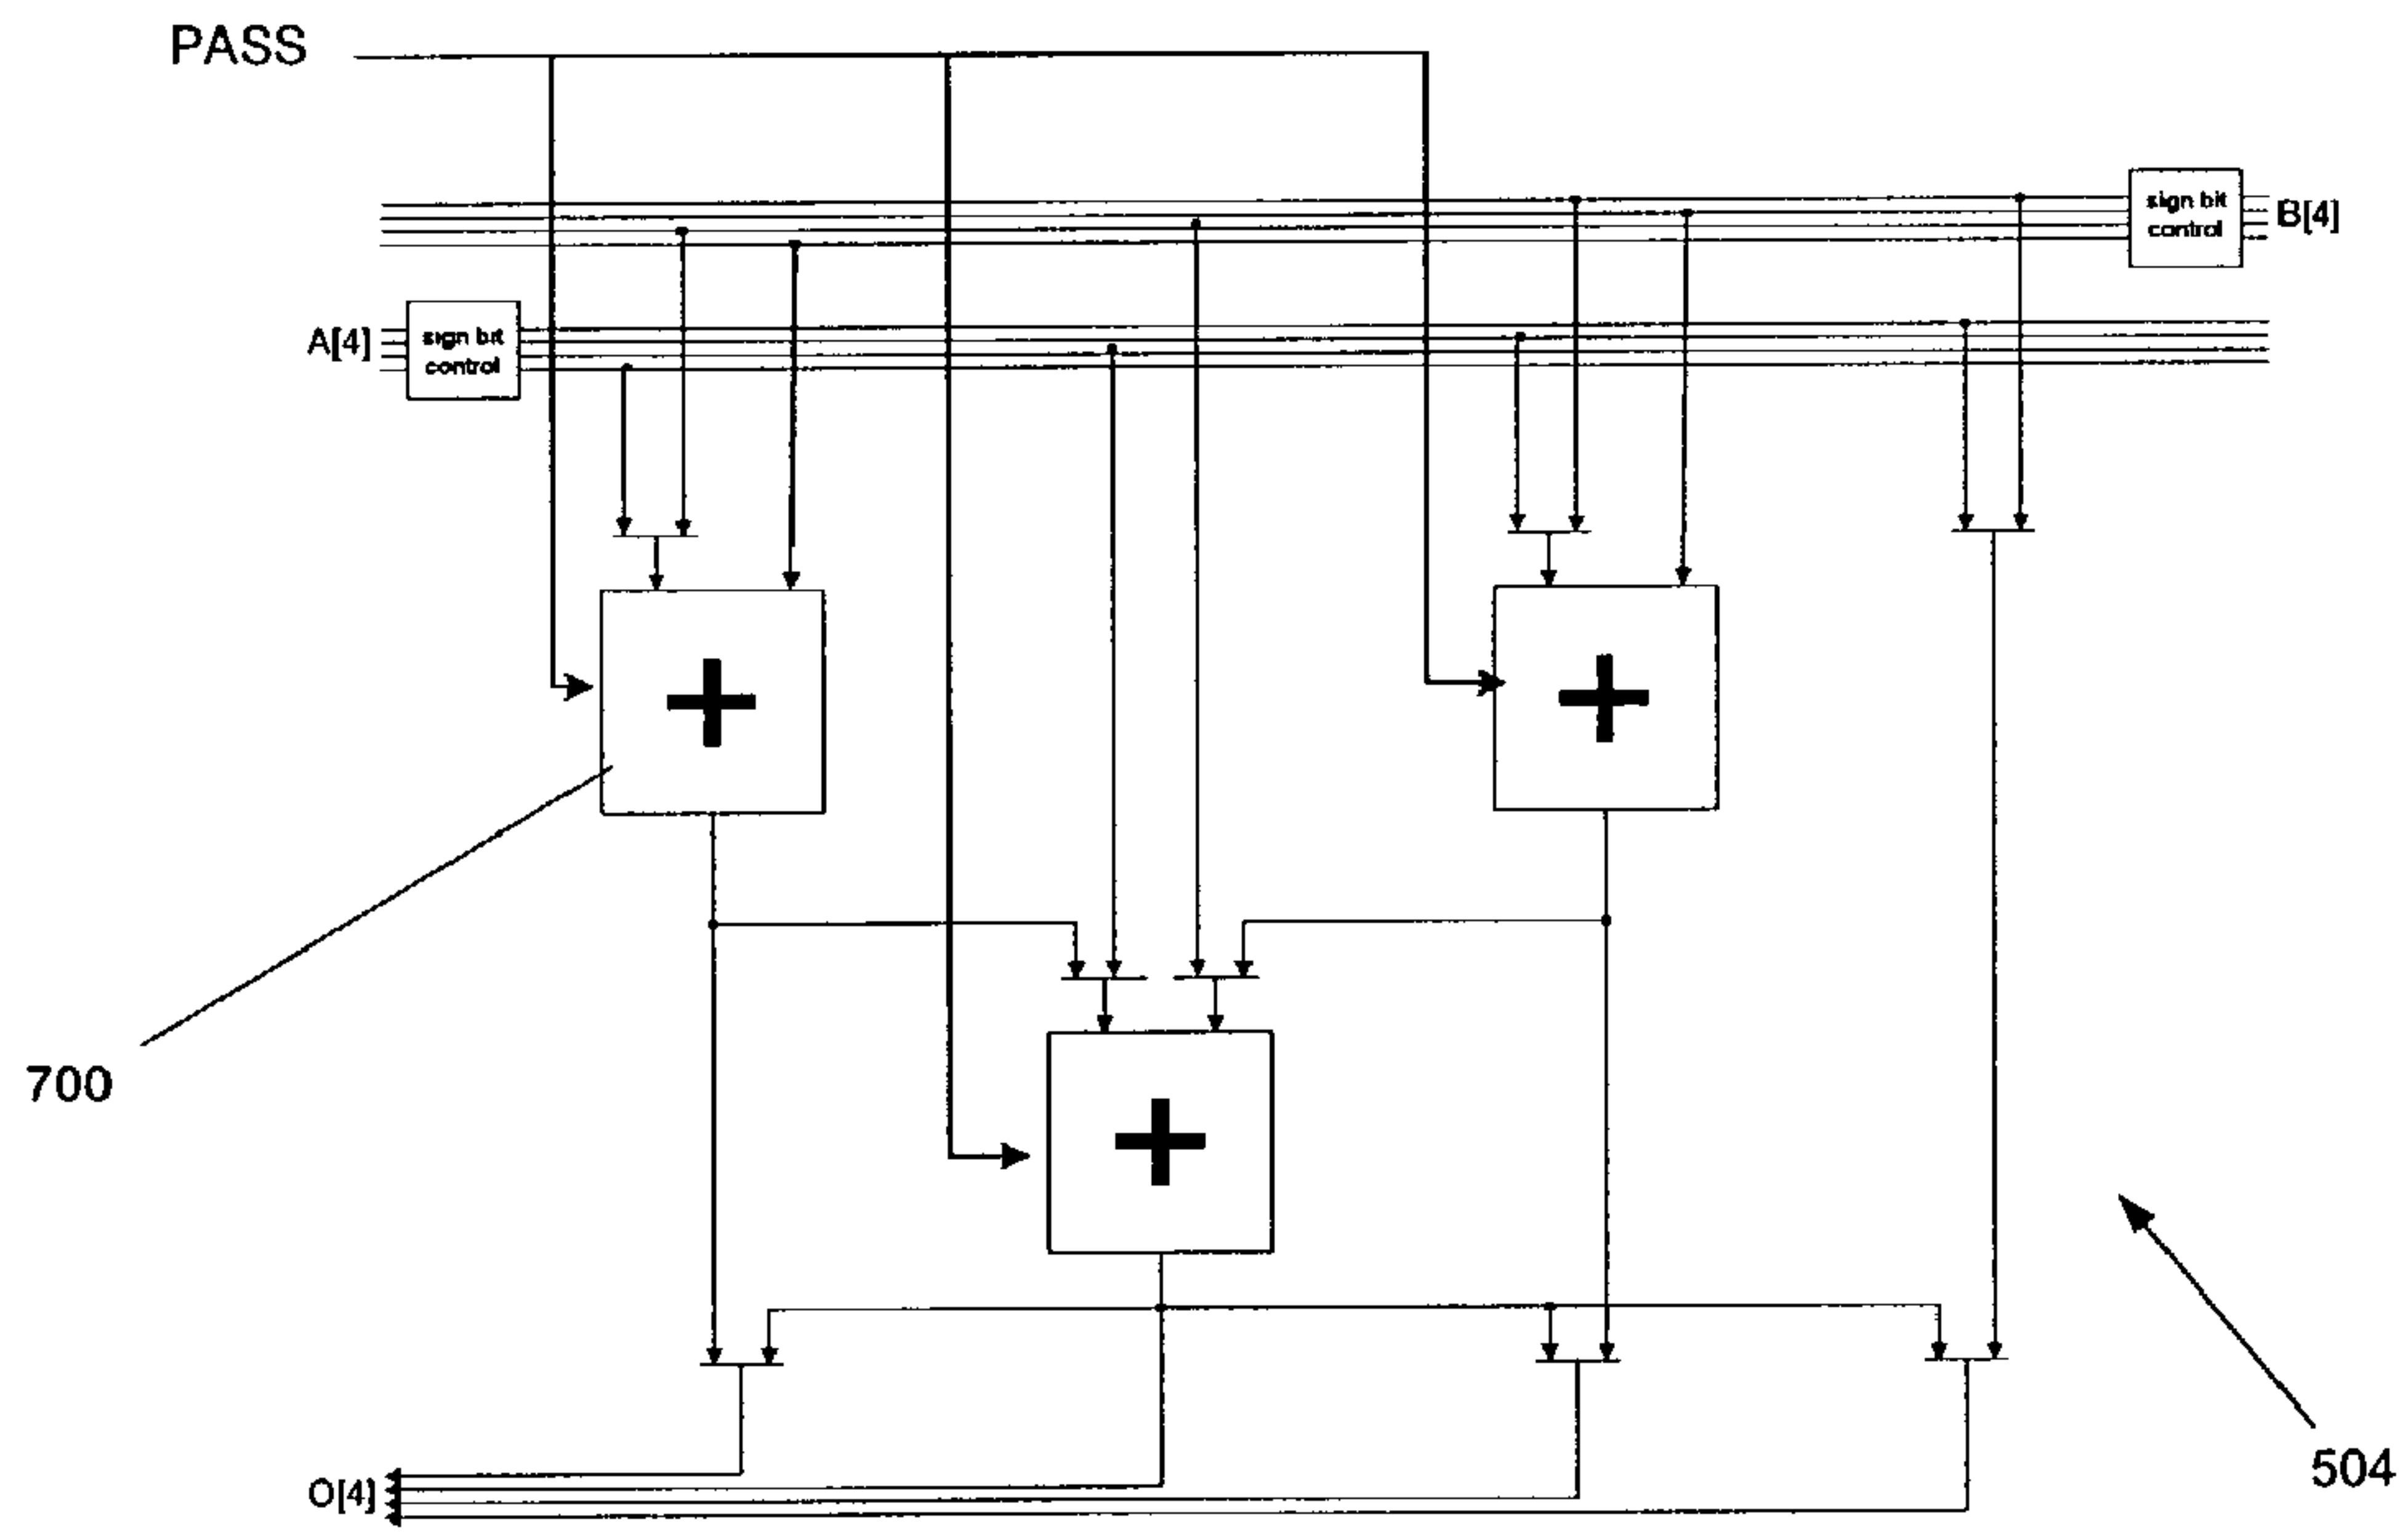 PASS
sign bit
control
B[4]
A[4]
sign bit
control
+
+
700
+
O[4]
504